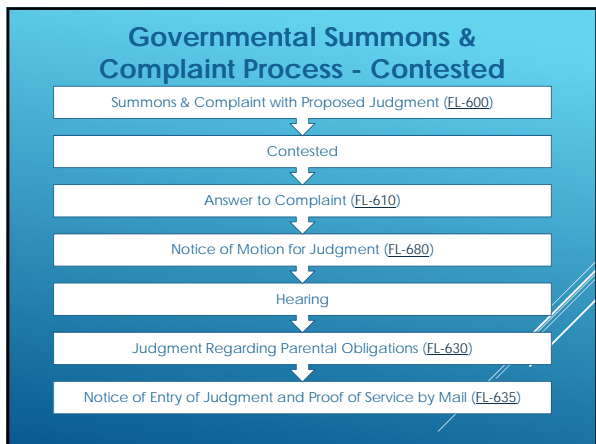 Governmental Summons &
Complaint Process - Contested
Summons & Complaint with Proposed Judgment (FL-600)
Contested
Answer to Complaint (FL-610)
Notice of Motion for Judgment (FL-680)
Hearing
Judgment Regarding Parental Obligations (FL-630)
Notice of Entry of Judgment and Proof of Service by Mail (FL-635)